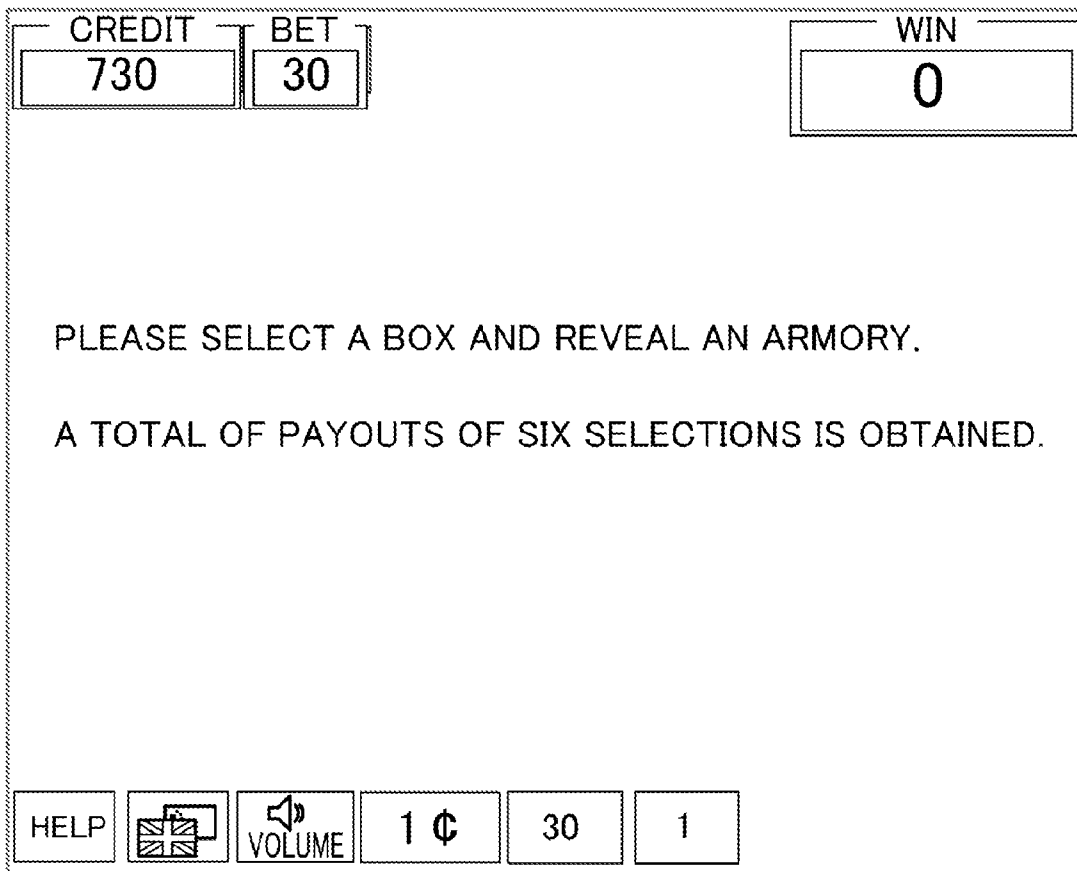 CREDIT BET WIN
730 30 0
PLEASE SELECT A BOX AND REVEAL AN ARMORY.
A TOTAL OF PAYOUTS OF SIX SELECTIONS IS OBTAINED.
HELP VOLUME 1 ¢ 30 1